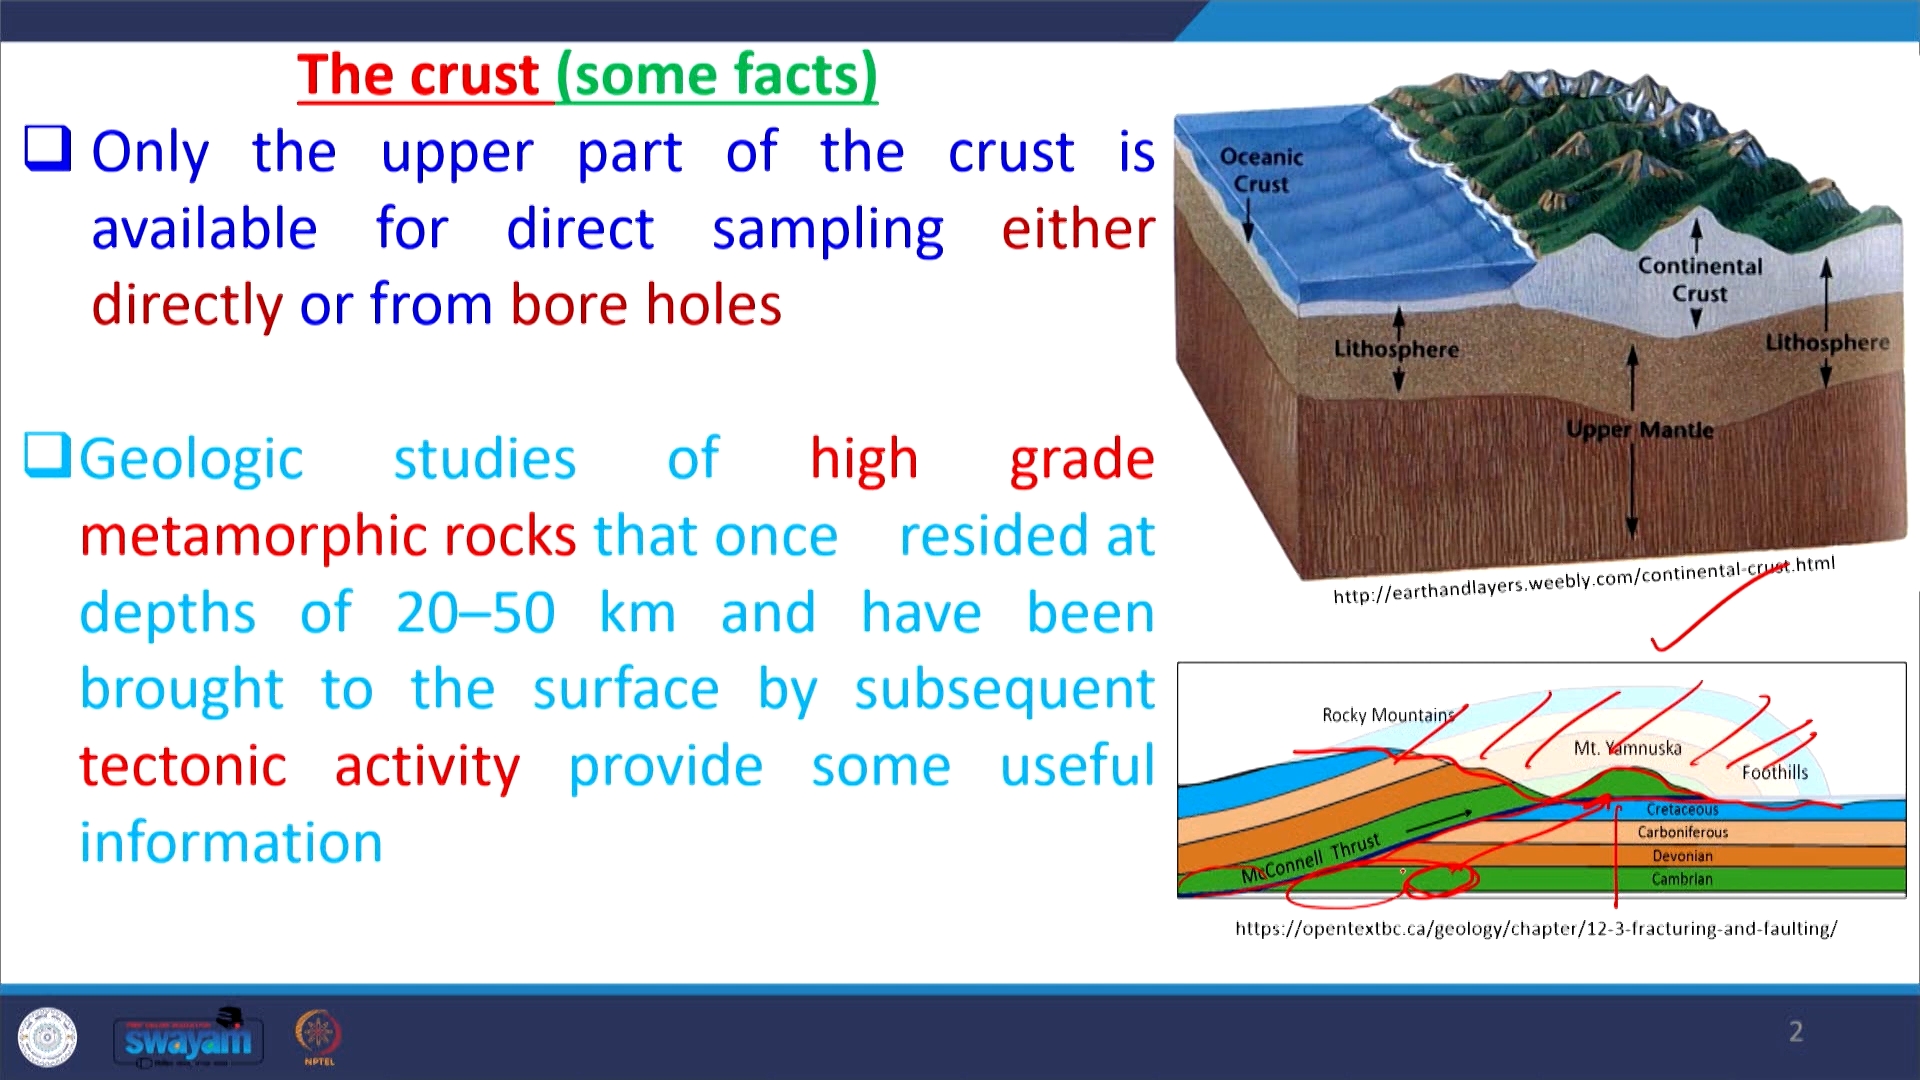 The crust (some facts)
Only the upper part of the crust is
available for direct sampling either
directly or from bore holes
Geologic studies of high grade
metamorphic rocks that once resided at
depths of 20–50 km and have been
brought to the surface by subsequent
tectonic activity provide some useful
information
Oceanic
Crust
Continental
Crust
Lithosphere
Lithosphere
Upper Mantle
http://earthandlayers.weebly.com/continental-crust.html
Rocky Mountains
Mt. Yamnuska
Foothills
McConnell Thrust
Cretaceous
Carboniferous
Devonian
Cambrian
https://opentextbc.ca/geology/chapter/12-3-fracturing-and-faulting/
swayam
NPTEL
2